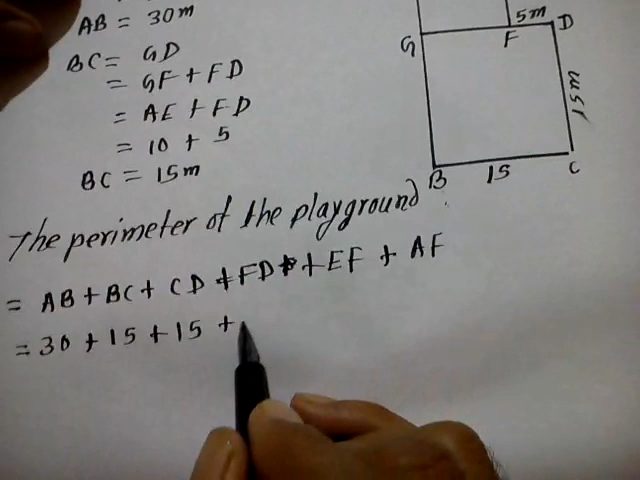 AB = 30m
BC = GD
= GF + FD
= AE + FD
= 10 + 5
BC = 15m
5m
D
G
F
15m
B
15
C
The perimeter of the playground
= AB + BC + CD + FD + EF + AF
= 30 + 15 + 15 +